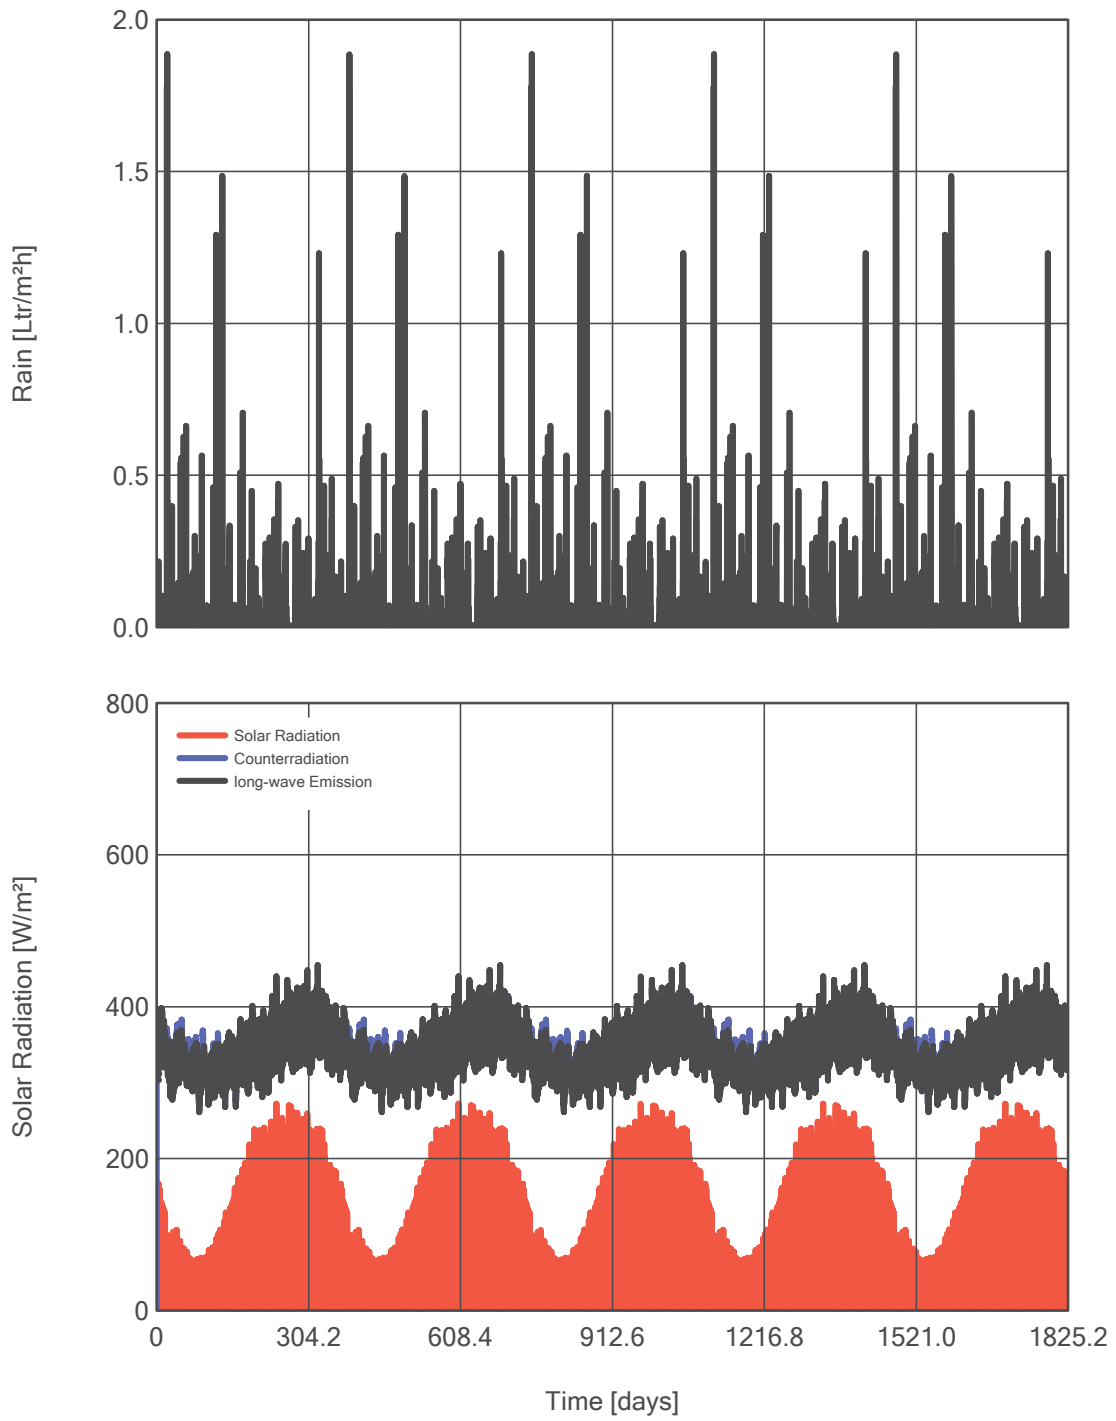 2.0
1.5
1.0
0.5
0.0
Rain [Ltr/m²h]
800
600
400
200
0
Solar Radiation [W/m²]
Solar Radiation
Counterradiation
long-wave Emission
0 304.2 608.4 912.6 1216.8 1521.0 1825.2
Time [days]